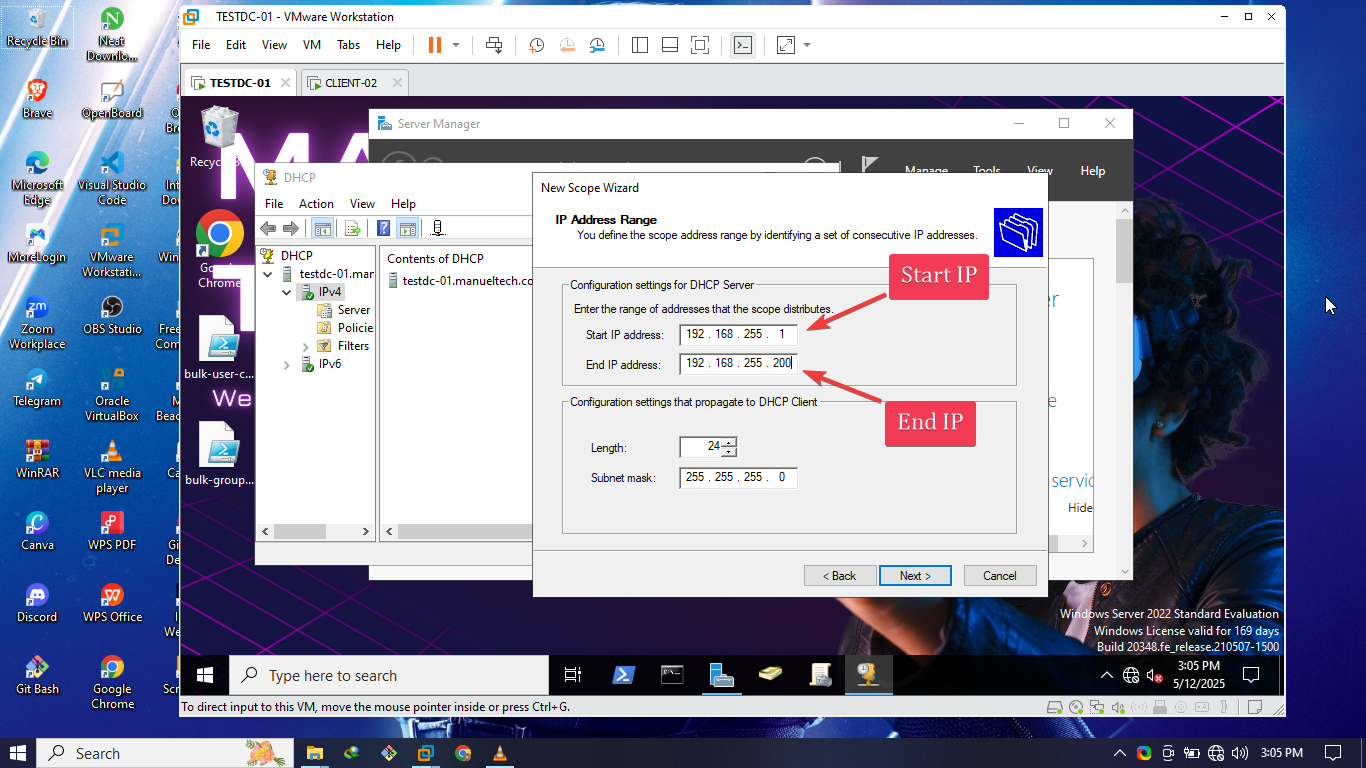 TESTDC-01 - VMware Workstation
File Edit View VM Tabs Help
TESTDC-01
CLIENT-02
Recycle Bin
Neat Downlo...
Brave
OpenBoard
Microsoft Edge
Visual Studio Code
MoreLogin
VMware Workstati...
Zoom Workplace
OBS Studio
Telegram
Oracle VirtualBox
WinRAR
VLC media player
Canva
WPS PDF
Discord
WPS Office
Git Bash
Google Chrome
bulk-user-c...
bulk-group...
We
Server Manager
Manage Tools View Help
Hide
DHCP
File Action View Help
DHCP
testdc-01.mar
IPv4
Server
Policie
Filters
IPv6
Contents of DHCP
testdc-01.manueltech.co
New Scope Wizard
IP Address Range
You define the scope address range by identifying a set of consecutive IP addresses.
Start IP
Configuration settings for DHCP Server
Enter the range of addresses that the scope distributes.
Start IP address: 192 . 168 . 255 . 1
End IP address: 192 . 168 . 255 . 200
End IP
Configuration settings that propagate to DHCP Client
Length: 24
Subnet mask: 255 . 255 . 255 . 0
< Back
Next >
Cancel
Windows Server 2022 Standard Evaluation
Windows License valid for 169 days
Build 20348.fe_release.210507-1500
Type here to search
3:05 PM
5/12/2025
To direct input to this VM, move the mouse pointer inside or press Ctrl+G.
Search
3:05 PM